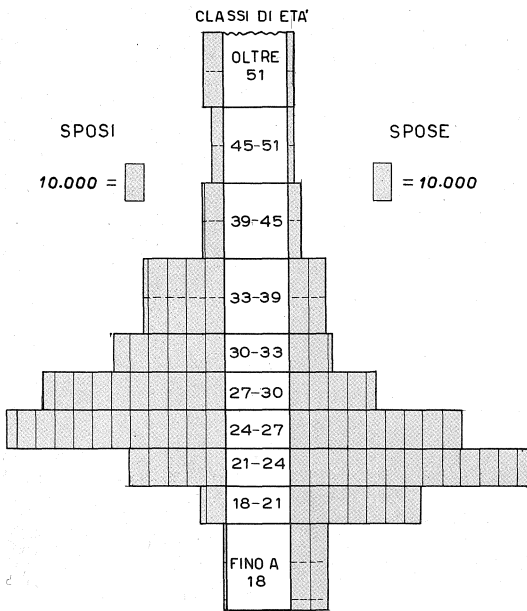 CLASSI DI ETA'
OLTRE
51
SPOSI
SPOSE
45-51
10.000 =
= 10.000
39-45
33-39
30-33
27-30
24-27
21-24
18-21
FINO A
18